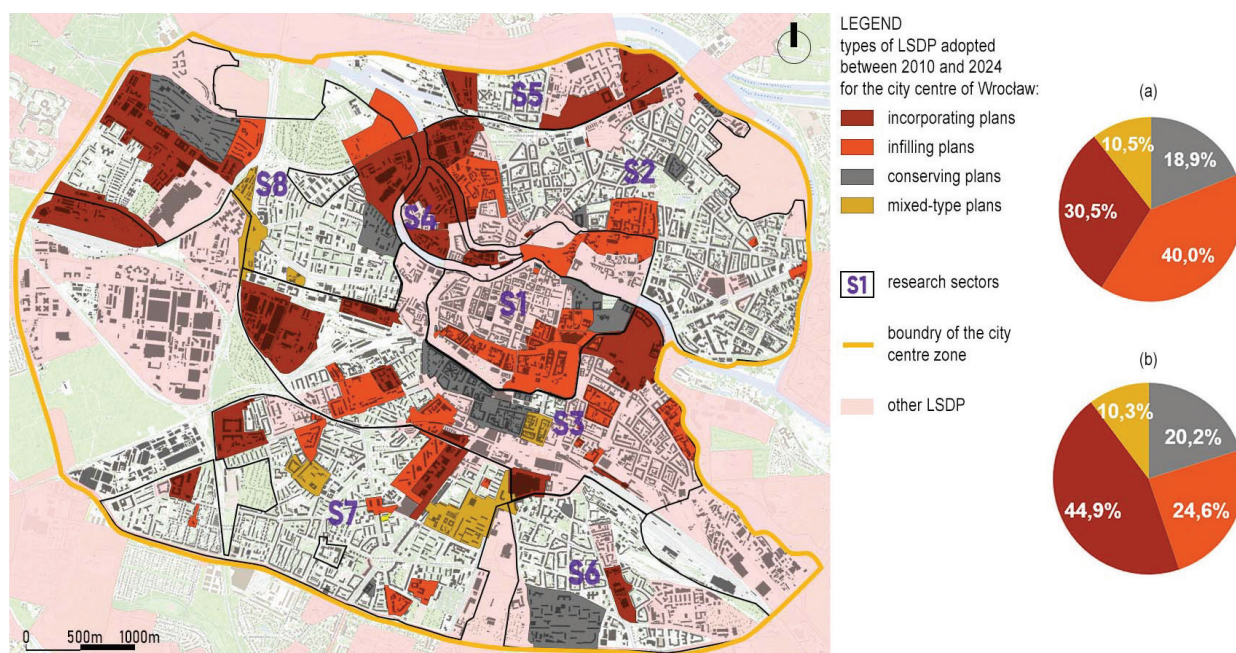 S5
S2
S8
S4
S1
S3
S7
S6
0 500m 1000m
LEGEND
types of LSDP adopted
between 2010 and 2024
for the city centre of Wrocław:
incorporating plans
infilling plans
conserving plans
mixed-type plans
S1 research sectors
boundry of the city
centre zone
other LSDP
(a)
10,5%
18,9%
30,5%
40,0%
(b)
10,3%
20,2%
44,9%
24,6%